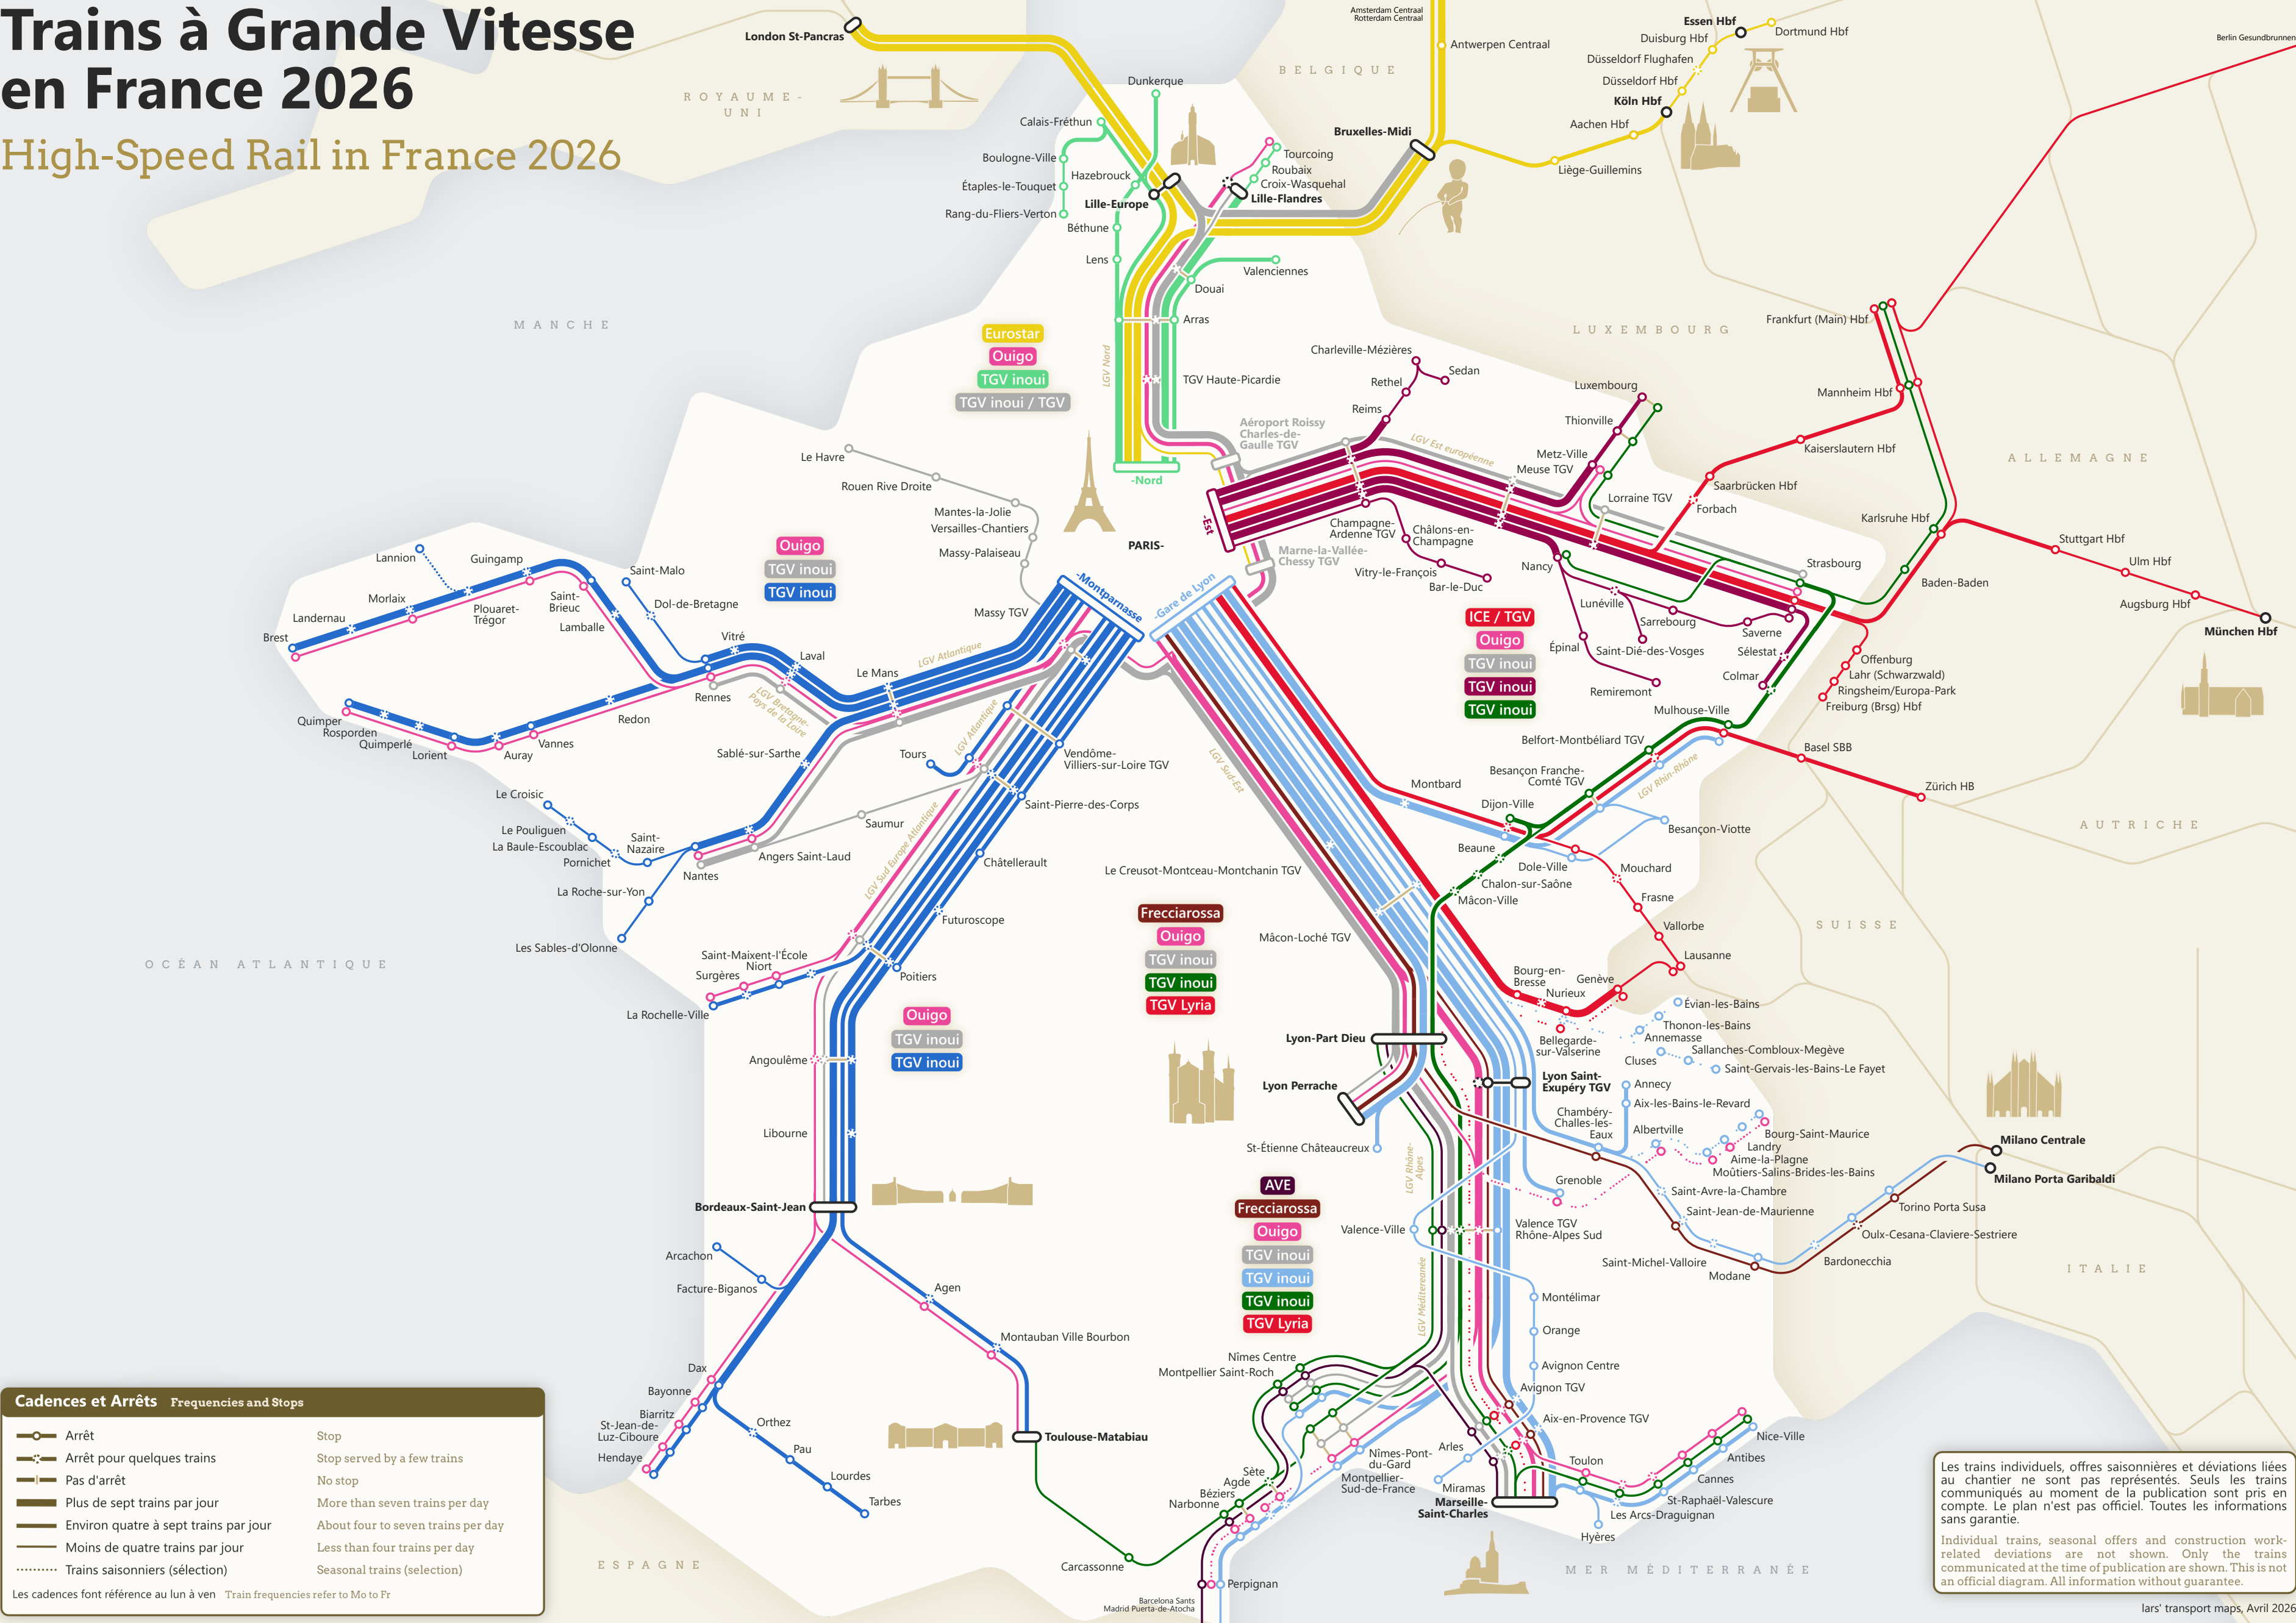 Trains à Grande Vitesse
en France 2026
High-Speed Rail in France 2026
London St-Pancras
ROYAUME-
UNI
MANCHE
OCÉAN ATLANTIQUE
BELGIQUE
LUXEMBOURG
ALLEMAGNE
AUTRICHE
SUISSE
ITALIE
ESPAGNE
MER MÉDITERRANÉE
Amsterdam Centraal
Rotterdam Centraal
Antwerpen Centraal
Bruxelles-Midi
Liège-Guillemins
Aachen Hbf
Köln Hbf
Düsseldorf Hbf
Düsseldorf Flughafen
Duisburg Hbf
Essen Hbf
Dortmund Hbf
Berlin Gesundbrunnen
Dunkerque
Calais-Fréthun
Boulogne-Ville
Étaples-le-Touquet
Rang-du-Fliers-Verton
Hazebrouck
Lille-Europe
Béthune
Lens
Tourcoing
Roubaix
Croix-Wasquehal
Lille-Flandres
Valenciennes
Douai
Arras
TGV Haute-Picardie
LGV Nord
Eurostar
Ouigo
TGV inoui
TGV inoui / TGV
-Nord
Aéroport Roissy
Charles-de-
Gaulle TGV
-Est
PARIS-
Marne-la-Vallée-
Chessy TGV
-Montparnasse
-Gare de Lyon
Charleville-Mézières
Sedan
Rethel
Reims
LGV Est européenne
Champagne-
Ardenne TGV
Châlons-en-
Champagne
Vitry-le-François
Bar-le-Duc
Luxembourg
Thionville
Metz-Ville
Meuse TGV
Lorraine TGV
Nancy
Lunéville
Sarrebourg
Saverne
Saint-Dié-des-Vosges
Épinal
Remiremont
Strasbourg
Sélestat
Colmar
Mulhouse-Ville
Forbach
Saarbrücken Hbf
Kaiserslautern Hbf
Mannheim Hbf
Frankfurt (Main) Hbf
Karlsruhe Hbf
Baden-Baden
Stuttgart Hbf
Ulm Hbf
Augsburg Hbf
München Hbf
Offenburg
Lahr (Schwarzwald)
Ringsheim/Europa-Park
Freiburg (Brsg) Hbf
Basel SBB
Zürich HB
ICE / TGV
Ouigo
TGV inoui
TGV inoui
TGV inoui
Le Havre
Rouen Rive Droite
Mantes-la-Jolie
Versailles-Chantiers
Massy-Palaiseau
Massy TGV
Ouigo
TGV inoui
TGV inoui
Lannion
Guingamp
Saint-Malo
Dol-de-Bretagne
Morlaix
Plouaret-
Trégor
Saint-
Brieuc
Lamballe
Landernau
Brest
Vitré
Laval
Rennes
LGV Bretagne-
Pays de la Loire
Le Mans
LGV Atlantique
Quimper
Rosporden
Quimperlé
Lorient
Auray
Vannes
Redon
Sablé-sur-Sarthe
Le Croisic
Le Pouliguen
La Baule-Escoublac
Pornichet
Saint-
Nazaire
Nantes
Angers Saint-Laud
La Roche-sur-Yon
Les Sables-d'Olonne
Tours
Saumur
LGV Atlantique
Vendôme-
Villiers-sur-Loire TGV
Saint-Pierre-des-Corps
LGV Sud Europe Atlantique
Châtellerault
Futuroscope
Poitiers
Saint-Maixent-l'École
Niort
Surgères
La Rochelle-Ville
Angoulême
Libourne
Bordeaux-Saint-Jean
Ouigo
TGV inoui
TGV inoui
Arcachon
Facture-Biganos
Agen
Montauban Ville Bourbon
Toulouse-Matabiau
Dax
Bayonne
Biarritz
St-Jean-de-
Luz-Ciboure
Hendaye
Orthez
Pau
Lourdes
Tarbes
Carcassonne
LGV Sud-Est
Montbard
Dijon-Ville
Beaune
Chalon-sur-Saône
Mâcon-Ville
Dole-Ville
Besançon Franche-
Comté TGV
Belfort-Montbéliard TGV
LGV Rhin-Rhône
Besançon-Viotte
Mouchard
Frasne
Vallorbe
Lausanne
Le Creusot-Montceau-Montchanin TGV
Mâcon-Loché TGV
Frecciarossa
Ouigo
TGV inoui
TGV inoui
TGV Lyria
Bourg-en-
Bresse
Nurieux
Genève
Bellegarde-
sur-Valserine
Évian-les-Bains
Thonon-les-Bains
Annemasse
Cluses
Sallanches-Combloux-Megève
Saint-Gervais-les-Bains-Le Fayet
Annecy
Aix-les-Bains-le-Revard
Chambéry-
Challes-les-
Eaux
Albertville
Bourg-Saint-Maurice
Landry
Aime-la-Plagne
Moûtiers-Salins-Brides-les-Bains
Lyon-Part Dieu
Lyon Perrache
Lyon Saint-
Exupéry TGV
St-Étienne Châteaucreux
LGV Rhône-
Alpes
Grenoble
Saint-Avre-la-Chambre
Saint-Jean-de-Maurienne
Saint-Michel-Valloire
Modane
Bardonecchia
Oulx-Cesana-Claviere-Sestriere
Torino Porta Susa
Milano Centrale
Milano Porta Garibaldi
AVE
Frecciarossa
Ouigo
TGV inoui
TGV inoui
TGV inoui
TGV Lyria
Valence-Ville
Valence TGV
Rhône-Alpes Sud
Montélimar
Orange
Avignon Centre
Avignon TGV
Aix-en-Provence TGV
LGV Méditerranée
Nîmes Centre
Montpellier Saint-Roch
Nîmes-Pont-
du-Gard
Montpellier-
Sud-de-France
Arles
Miramas
Marseille-
Saint-Charles
Sète
Agde
Béziers
Narbonne
Perpignan
Barcelona Sants
Madrid Puerta-de-Atocha
Toulon
Hyères
Les Arcs-Draguignan
St-Raphaël-Valescure
Cannes
Antibes
Nice-Ville
Cadences et Arrêts Frequencies and Stops
Arrêt Stop
Arrêt pour quelques trains Stop served by a few trains
Pas d'arrêt No stop
Plus de sept trains par jour More than seven trains per day
Environ quatre à sept trains par jour About four to seven trains per day
Moins de quatre trains par jour Less than four trains per day
Trains saisonniers (sélection) Seasonal trains (selection)
Les cadences font référence au lun à ven Train frequencies refer to Mo to Fr
Les trains individuels, offres saisonnières et déviations liées
au chantier ne sont pas représentés. Seuls les trains
communiqués au moment de la publication sont pris en
compte. Le plan n'est pas officiel. Toutes les informations
sans garantie.
Individual trains, seasonal offers and construction work-
related deviations are not shown. Only the trains
communicated at the time of publication are shown. This is not
an official diagram. All information without guarantee.
lars' transport maps, Avril 2026